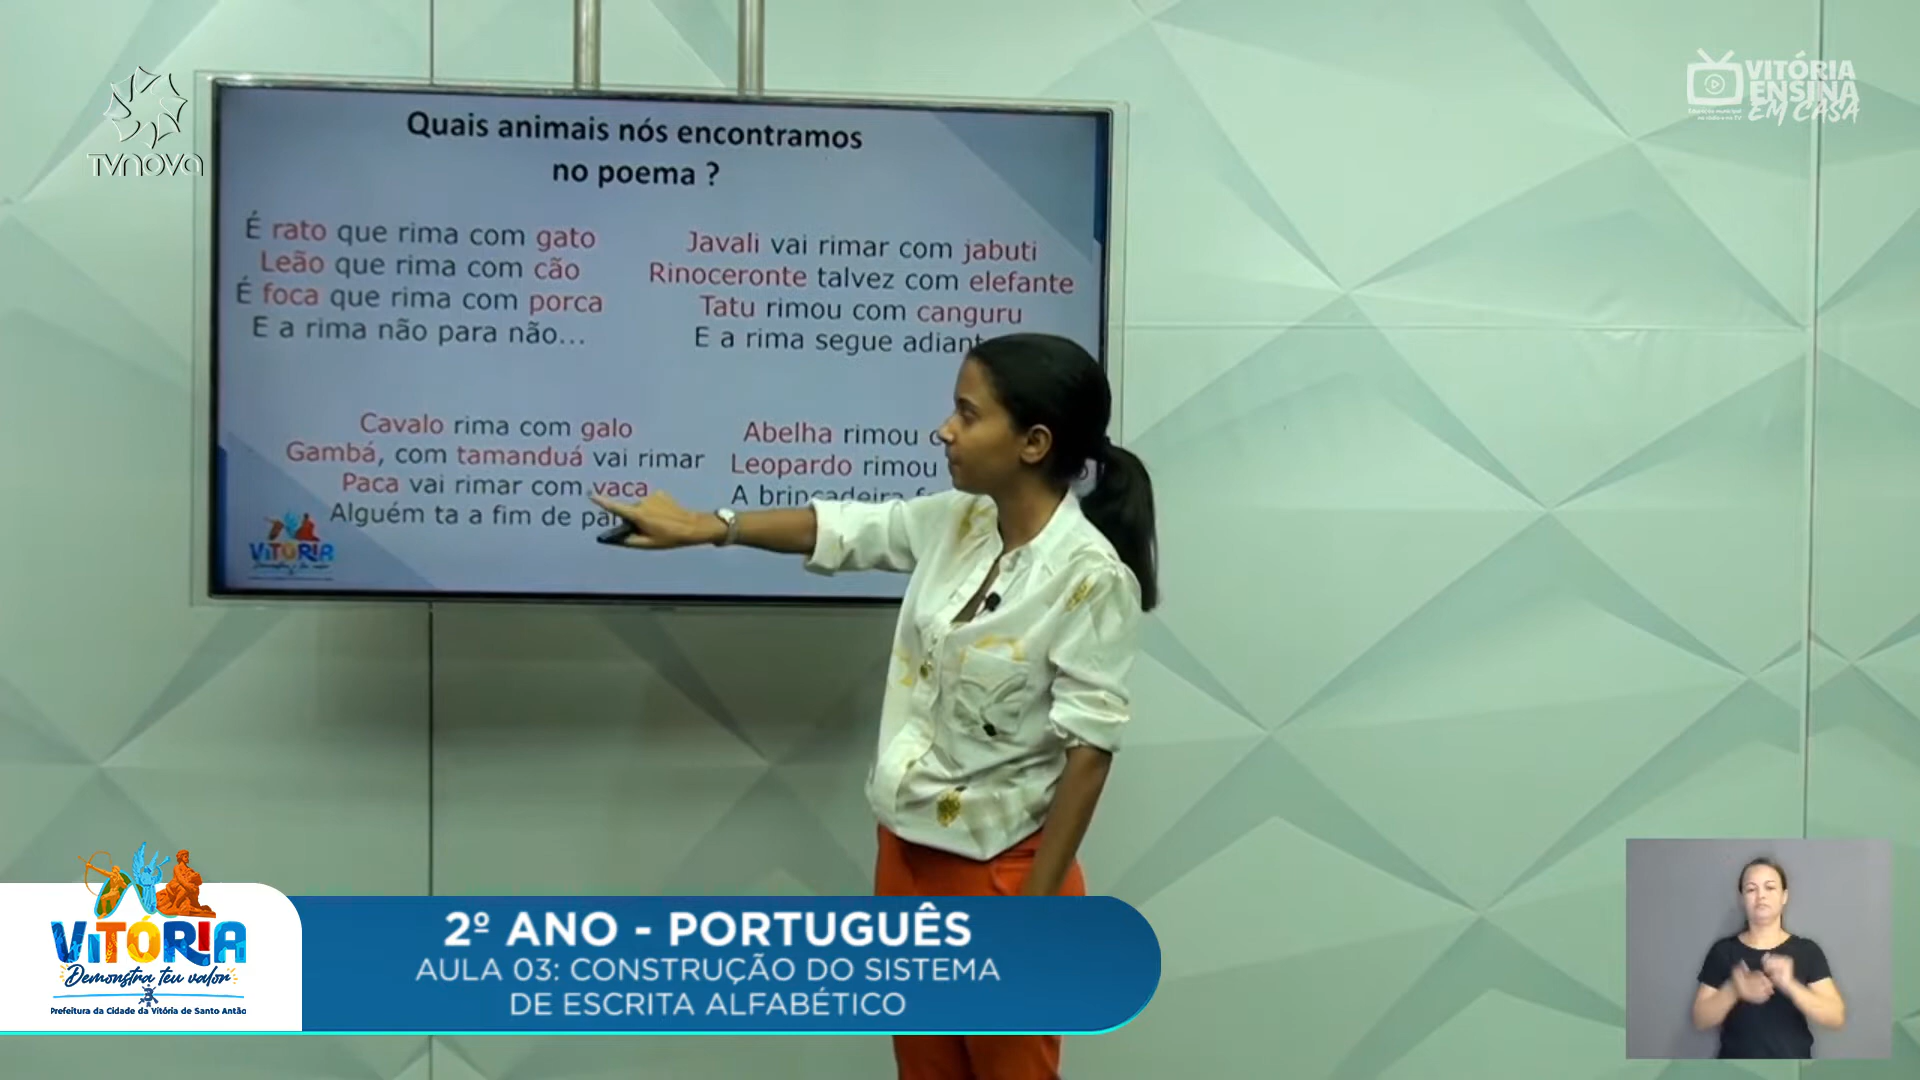 TVNOVA
VITÓRIA
ENSINA
EM CASA
Quais animais nós encontramos
no poema ?
É rato que rima com gato
Leão que rima com cão
É foca que rima com porca
E a rima não para não...
Javali vai rimar com jabuti
Rinoceronte talvez com elefante
Tatu rimou com canguru
E a rima segue
Cavalo rima com galo
Gambá, com tamanduá vai rimar
Paca vai rimar com vaca
Alguém ta a fim de
Abelha rimou
Leopardo rimou
A brincadeira
VITÓRIA
2º ANO - PORTUGUÊS
AULA 03: CONSTRUÇÃO DO SISTEMA
DE ESCRITA ALFABÉTICO
VITÓRIA
Demonstra teu valor
Prefeitura da Cidade da Vitória de Santo Antão